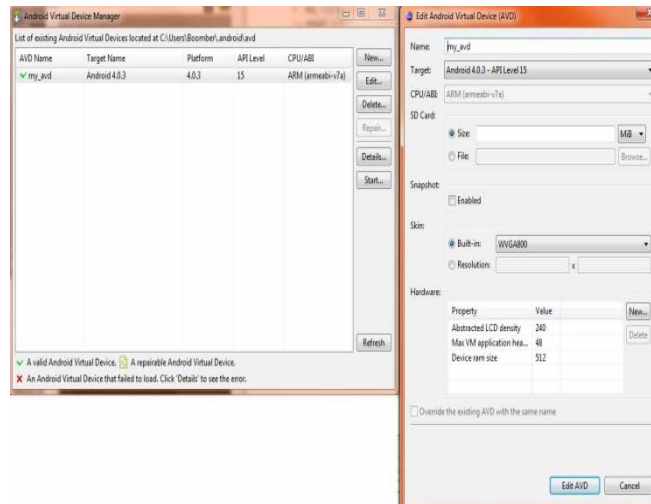 Android Virtual Device Manager
List of existing Android Virtual Devices located at C:\Users\Boomber\.android\avd
AVD Name Target Name Platform API Level CPU/ABI
my_avd Android 4.0.3 4.0.3 15 ARM (armeabi-v7a)
New...
Edit...
Delete...
Repair...
Details...
Start...
Refresh
A valid Android Virtual Device. A repairable Android Virtual Device.
An Android Virtual Device that failed to load. Click 'Details' to see the error.
Edit Android Virtual Device (AVD)
Name: my_avd
Target: Android 4.0.3 - API Level 15
CPU/ABI: ARM (armeabi-v7a)
SD Card:
Size: MiB
File: Browse...
Snapshot:
Enabled
Skin:
Built-in: WVGA800
Resolution: x
Hardware:
Property Value New...
Abstracted LCD density 240 Delete
Max VM application hea... 48
Device ram size 512
Override the existing AVD with the same name
Edit AVD Cancel